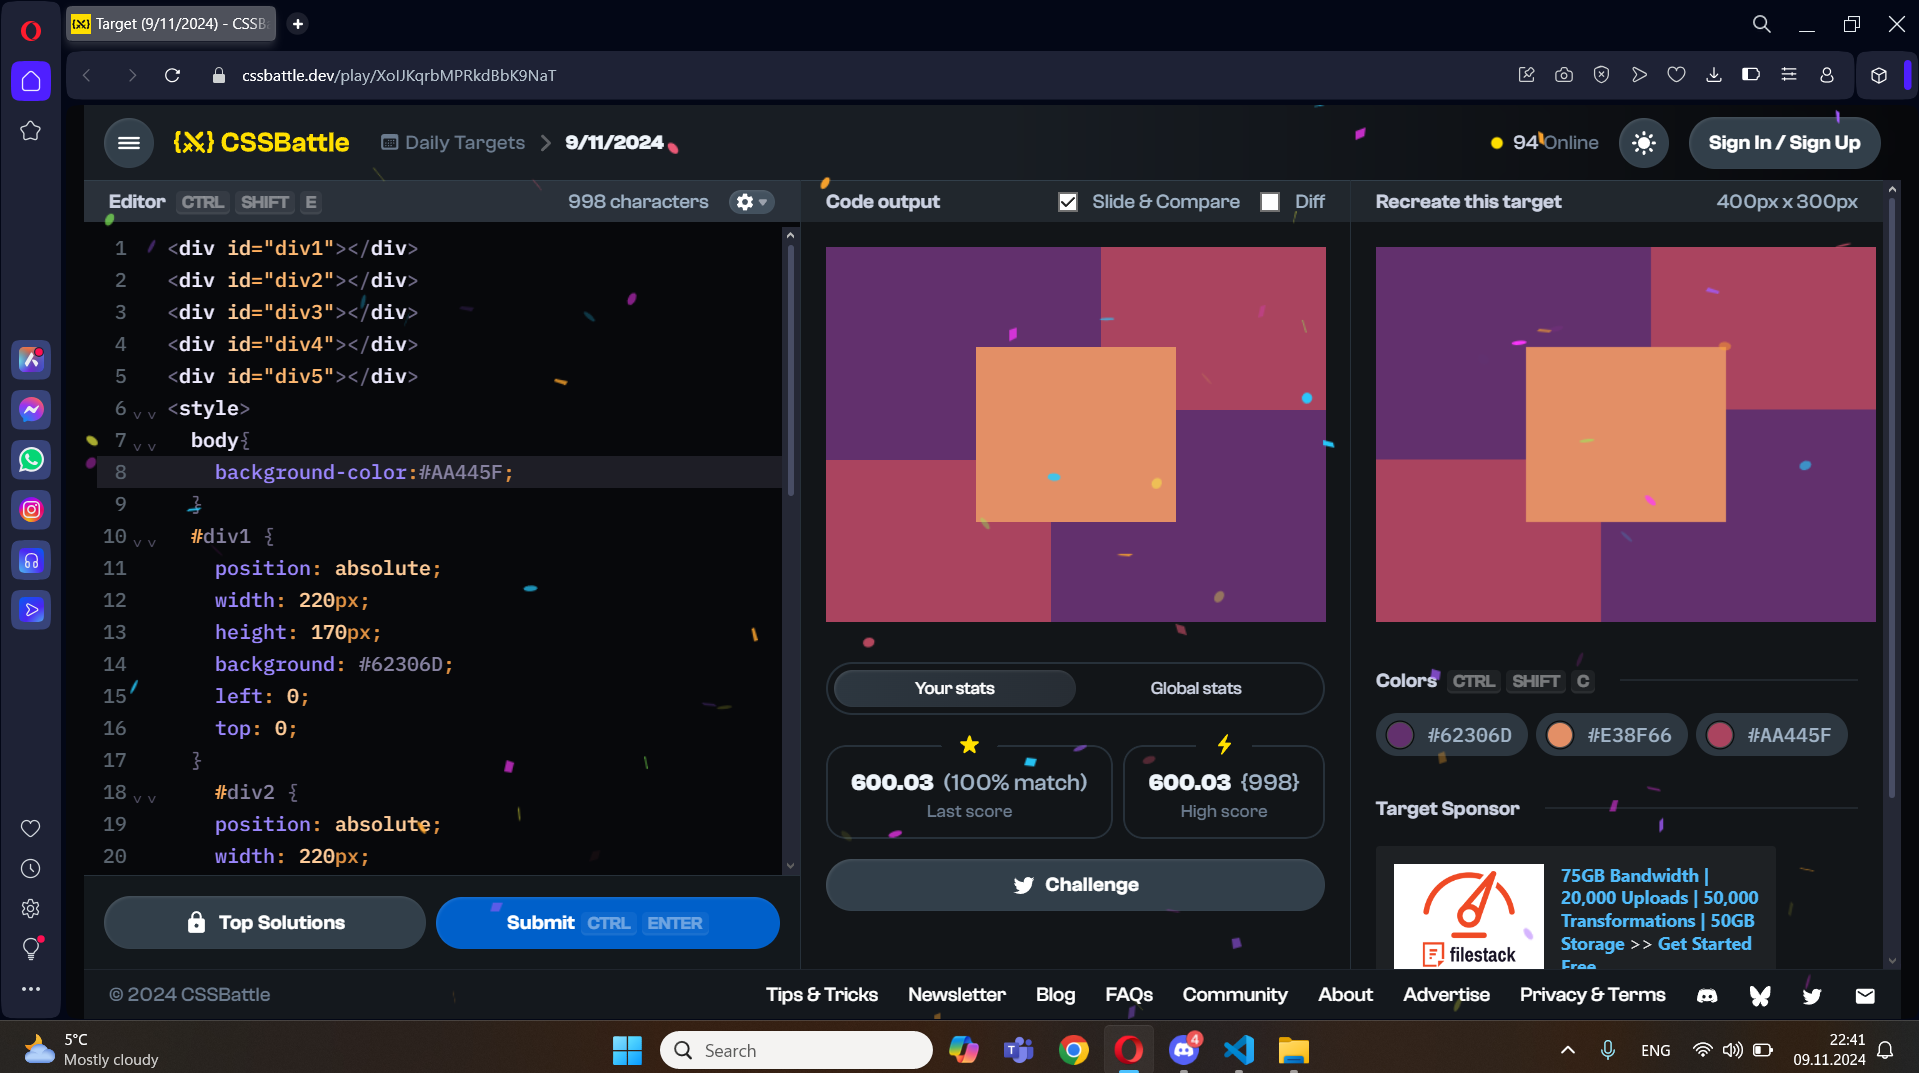 Target (9/11/2024) - CSSB
cssbattle.dev/play/XoIJKqrbMPRkdBbK9NaT
CSSBattle
Daily Targets
9/11/2024
94 Online
Sign In / Sign Up
Editor CTRL SHIFT E
998 characters
1 <div id="div1"></div>
2 <div id="div2"></div>
3 <div id="div3"></div>
4 <div id="div4"></div>
5 <div id="div5"></div>
6 <style>
7 body{
8 background-color:#AA445F;
9 }
10 #div1 {
11 position: absolute;
12 width: 220px;
13 height: 170px;
14 background: #62306D;
15 left: 0;
16 top: 0;
17 }
18 #div2 {
19 position: absolute;
20 width: 220px;
Top Solutions
Submit CTRL ENTER
Code output
Slide & Compare
Diff
Your stats
Global stats
600.03 (100% match)
Last score
600.03 {998}
High score
Challenge
Recreate this target
400px x 300px
Colors CTRL SHIFT C
#62306D
#E38F66
#AA445F
Target Sponsor
filestack
75GB Bandwidth |
20,000 Uploads | 50,000
Transformations | 50GB
Storage >> Get Started
Free
© 2024 CSSBattle
Tips & Tricks
Newsletter
Blog
FAQs
Community
About
Advertise
Privacy & Terms
5°C
Mostly cloudy
Search
4
ENG
22:41
09.11.2024